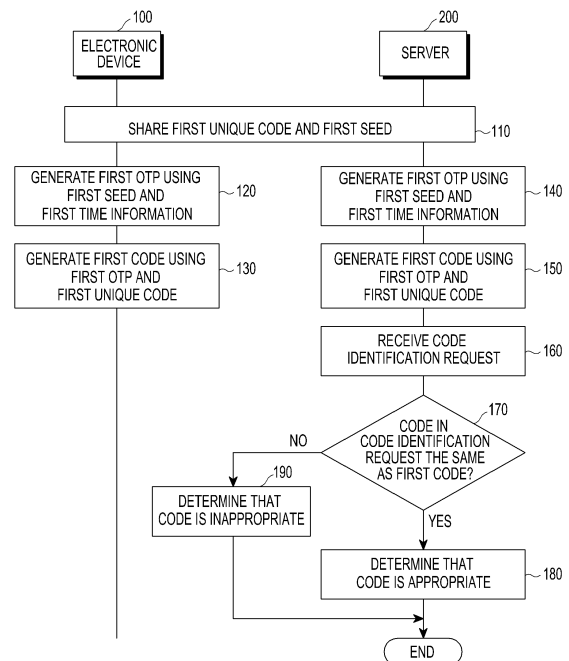 100
ELECTRONIC
DEVICE
200
SERVER
SHARE FIRST UNIQUE CODE AND FIRST SEED
110
GENERATE FIRST OTP USING
FIRST SEED AND
FIRST TIME INFORMATION
120
GENERATE FIRST OTP USING
FIRST SEED AND
FIRST TIME INFORMATION
140
GENERATE FIRST CODE USING
FIRST OTP AND
FIRST UNIQUE CODE
130
GENERATE FIRST CODE USING
FIRST OTP AND
FIRST UNIQUE CODE
150
RECEIVE CODE
IDENTIFICATION REQUEST
160
170
CODE IN
CODE IDENTIFICATION
REQUEST THE SAME
AS FIRST CODE?
NO
190
DETERMINE THAT
CODE IS INAPPROPRIATE
YES
DETERMINE THAT
CODE IS APPROPRIATE
180
END